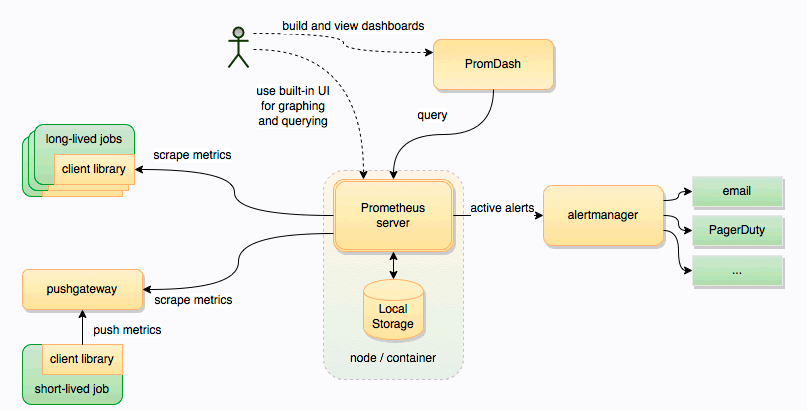 build and view dashboards
PromDash
use built-in UI
for graphing
and querying
query
long-lived jobs
client library
scrape metrics
Prometheus
server
active alerts
alertmanager
email
PagerDuty
...
pushgateway
scrape metrics
push metrics
client library
short-lived job
Local
Storage
node / container